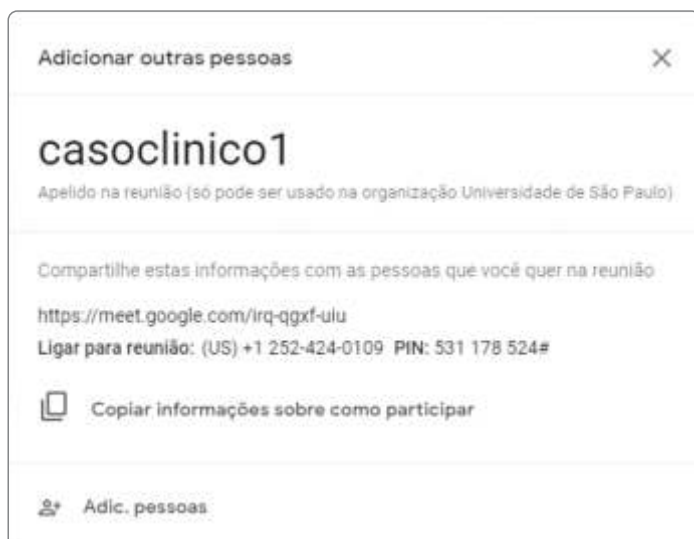 Adicionar outras pessoas
casoclinico1
Apelido na reunião (só pode ser usado na organização Universidade de São Paulo)
Compartilhe estas informações com as pessoas que você quer na reunião
https://meet.google.com/irq-qgxf-uiu
Ligar para reunião: (US) +1 252-424-0109 PIN: 531 178 524#
Copiar informações sobre como participar
Adic. pessoas